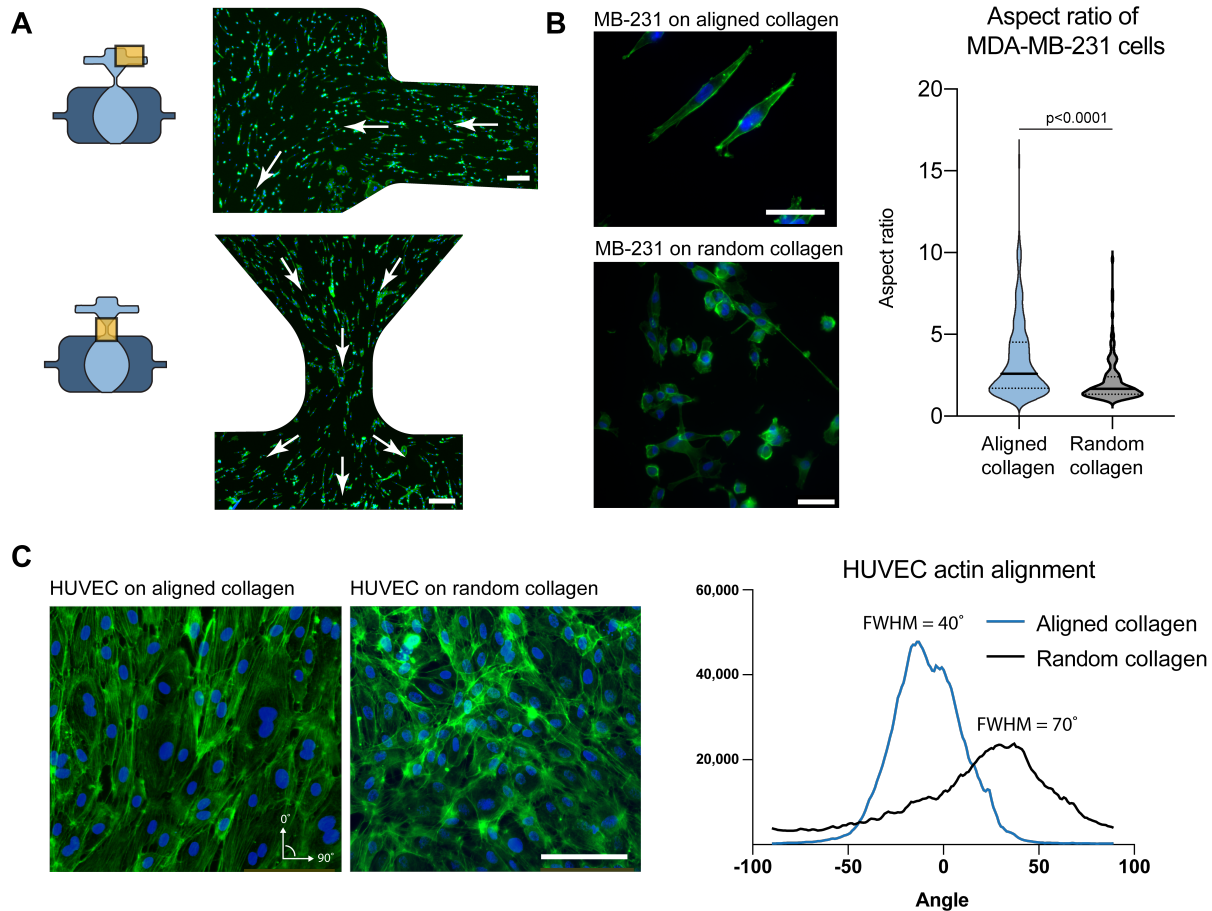 A
B
MB-231 on aligned collagen
MB-231 on random collagen
Aspect ratio of
MDA-MB-231 cells
20
15
10
5
0
Aspect ratio
p<0.0001
Aligned
collagen
Random
collagen
C
HUVEC on aligned collagen
HUVEC on random collagen
0°
90°
HUVEC actin alignment
60,000
40,000
20,000
FWHM = 40°
FWHM = 70°
Aligned collagen
Random collagen
-100
-50
0
50
100
Angle